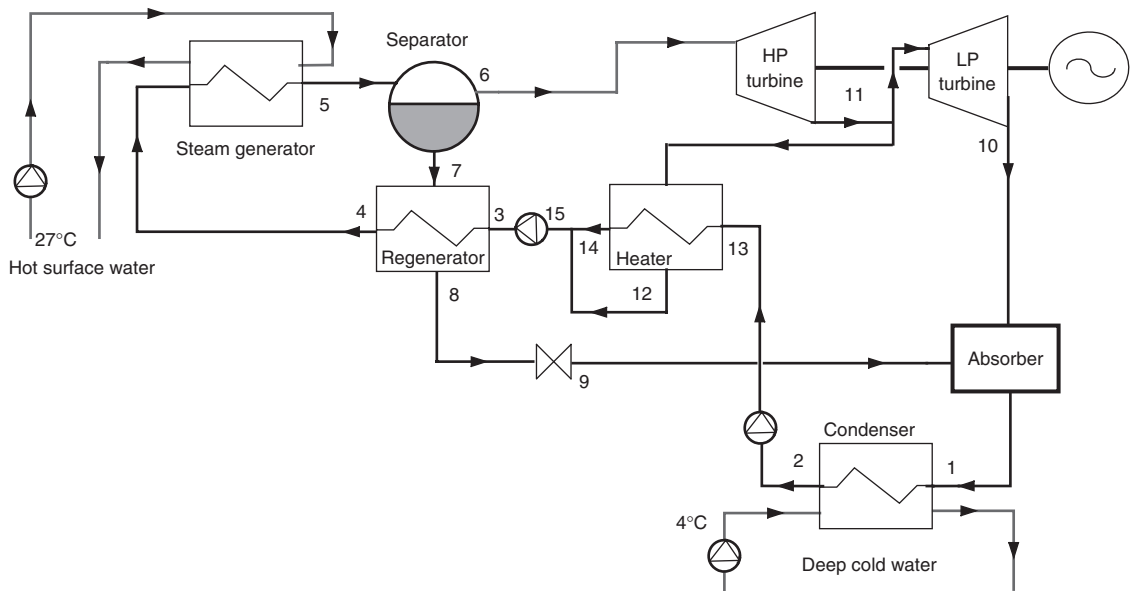 Separator
6
HP
turbine
LP
turbine
5
11
Steam generator
10
7
4
3
15
27°C
Regenerator
14
Heater
13
Hot surface water
8
12
Absorber
9
Condenser
2
1
4°C
Deep cold water